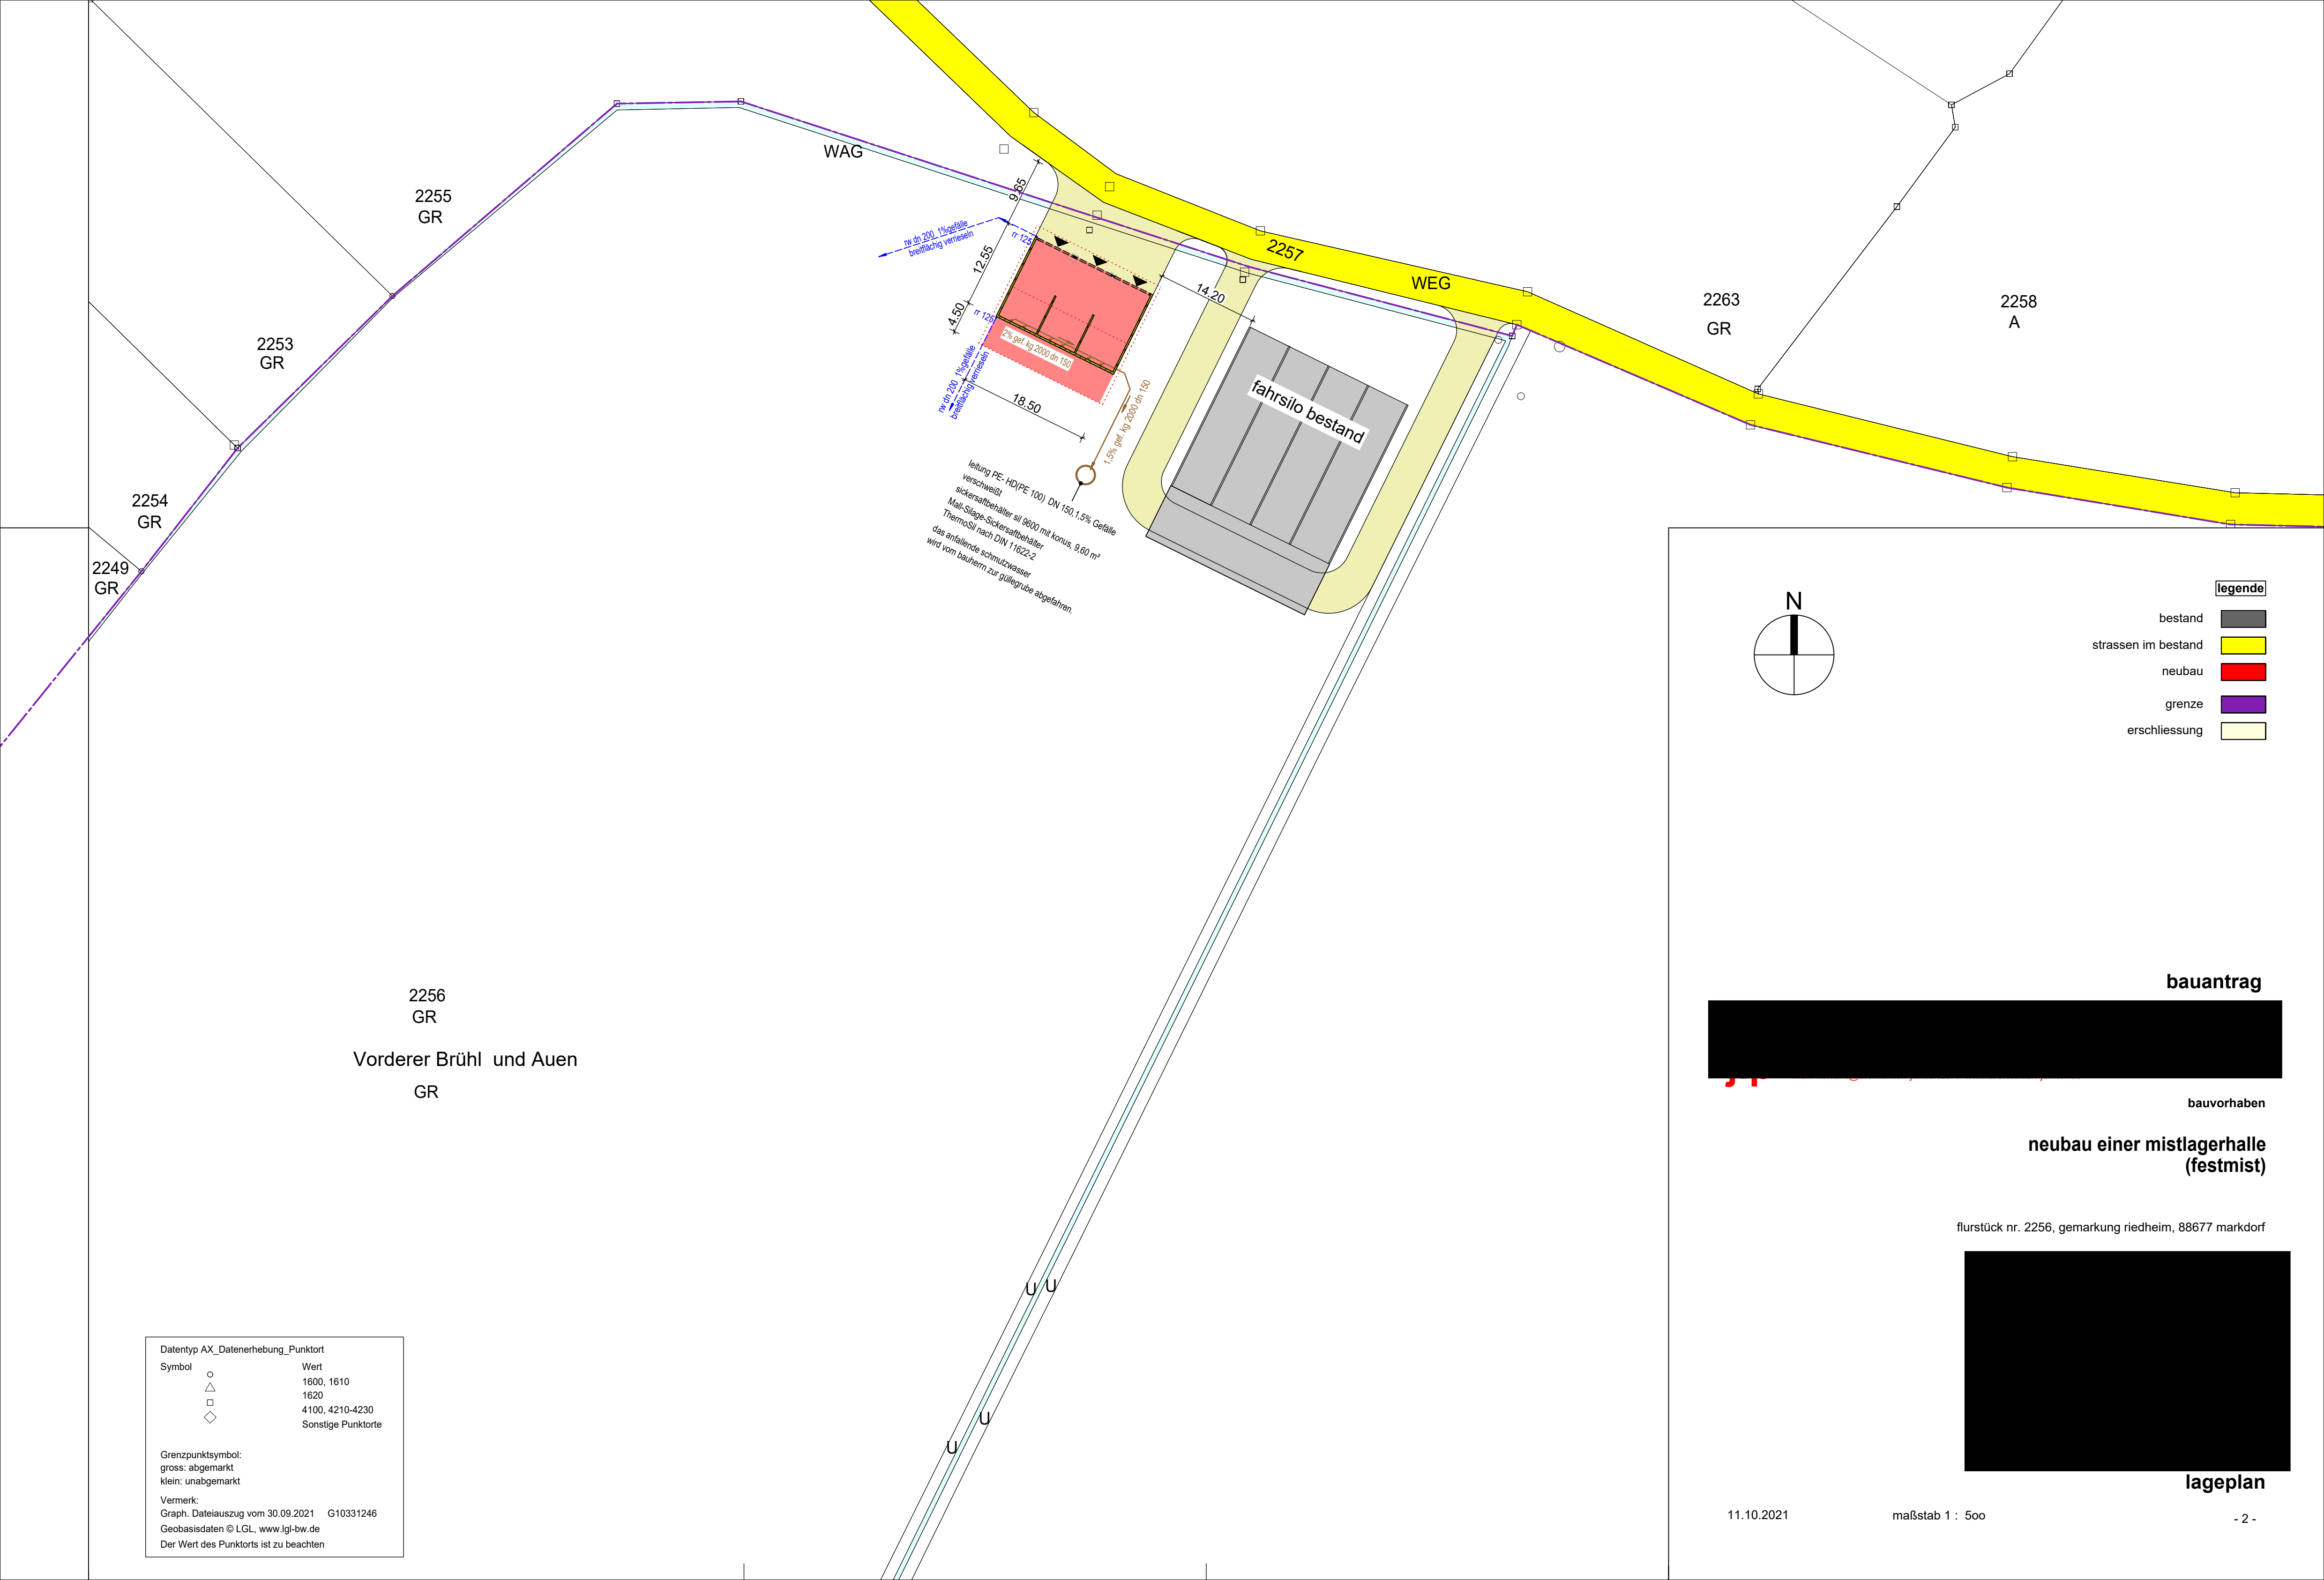 WAG
2255
GR
9.65
rw dn 200 1%gefälle
breitflächig verrieseln
rr 125
12.55
2257
WEG
14.20
2263
GR
2258
A
4.50
rr 125
2% gef. kg 2000 dn 150
2253
GR
rw dn 200 1%gefälle
breitflächig verrieseln
18.50
1,5% gef. kg 2000 dn 150
fahrsilo bestand
leitung PE- HD(PE 100) DN 150,1,5% Gefälle
verschweißt
sickersaftbehälter sil 9600 mit konus, 9,60 m³
Mall-Silage-Sickersaftbehälter
ThermoSil nach DIN 11622-2
das anfallende schmutzwasser
wird vom bauherrn zur güllegrube abgefahren.
2254
GR
2249
GR
N
legende
bestand
strassen im bestand
neubau
grenze
erschliessung
2256
GR
Vorderer Brühl und Auen
GR
bauantrag
bauvorhaben
neubau einer mistlagerhalle
(festmist)
flurstück nr. 2256, gemarkung riedheim, 88677 markdorf
U U
U
U
Datentyp AX_Datenerhebung_Punktort
Symbol Wert
1600, 1610
1620
4100, 4210-4230
Sonstige Punktorte
Grenzpunktsymbol:
gross: abgemarkt
klein: unabgemarkt
Vermerk:
Graph. Dateiauszug vom 30.09.2021 G10331246
Geobasisdaten © LGL, www.lgl-bw.de
Der Wert des Punktorts ist zu beachten
lageplan
11.10.2021 maßstab 1 : 5oo - 2 -